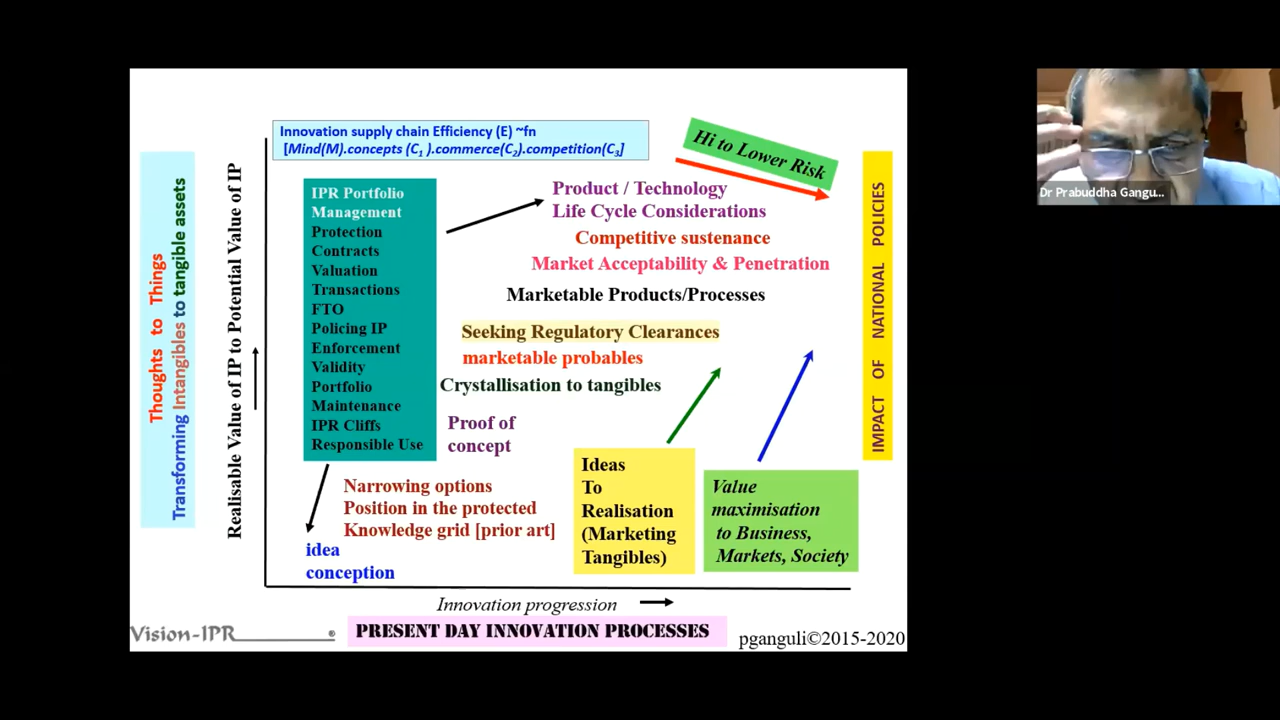 Innovation supply chain Efficiency (E) ~fn
[Mind(M).concepts (C1 ).commerce(C2).competition(C3]
Hi to Lower Risk
Dr Prabuddha Gangu...
Thoughts to Things
Transforming Intangibles to tangible assets
Realisable Value of IP to Potential Value of IP
IPR Portfolio
Management
Protection
Contracts
Valuation
Transactions
FTO
Policing IP
Enforcement
Validity
Portfolio
Maintenance
IPR Cliffs
Responsible Use
Product / Technology
Life Cycle Considerations
Competitive sustenance
Market Acceptability & Penetration
Marketable Products/Processes
Seeking Regulatory Clearances
marketable probables
Crystallisation to tangibles
Proof of
concept
Narrowing options
Position in the protected
Knowledge grid [prior art]
idea
conception
Ideas
To
Realisation
(Marketing
Tangibles)
Value
maximisation
to Business,
Markets, Society
IMPACT OF NATIONAL POLICIES
Innovation progression
Vision-IPR ®
PRESENT DAY INNOVATION PROCESSES
pganguli©2015-2020